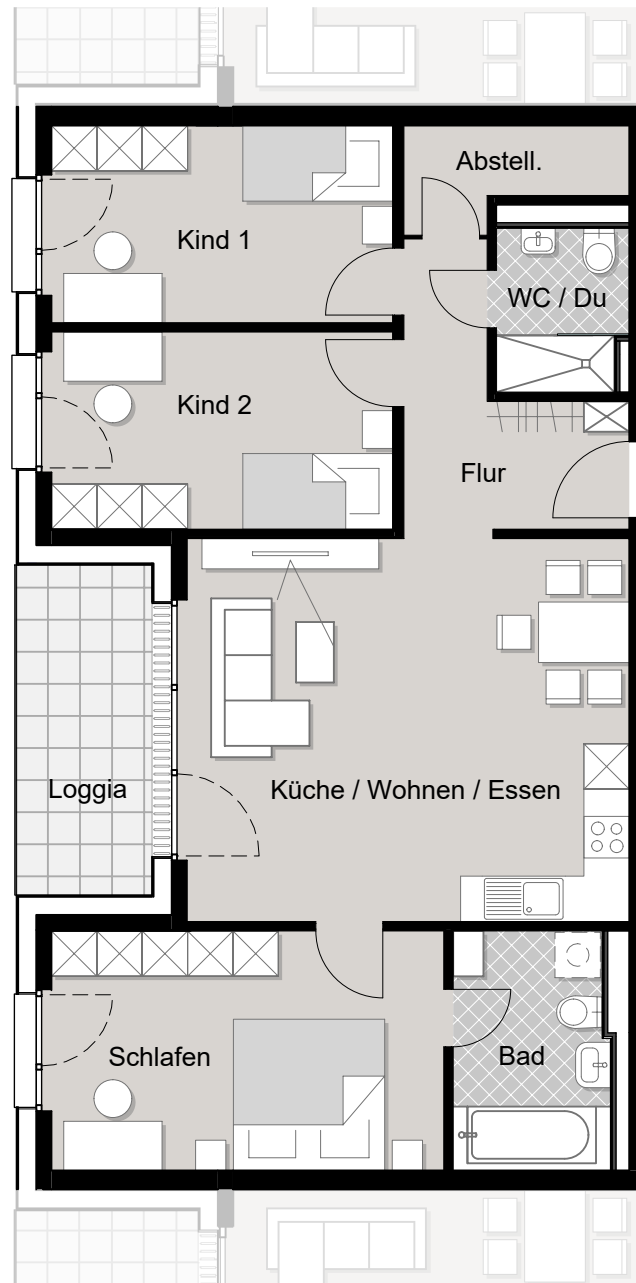 Abstell.
Kind 1
WC / Du
Kind 2
Flur
Loggia
Küche / Wohnen / Essen
Schlafen
Bad